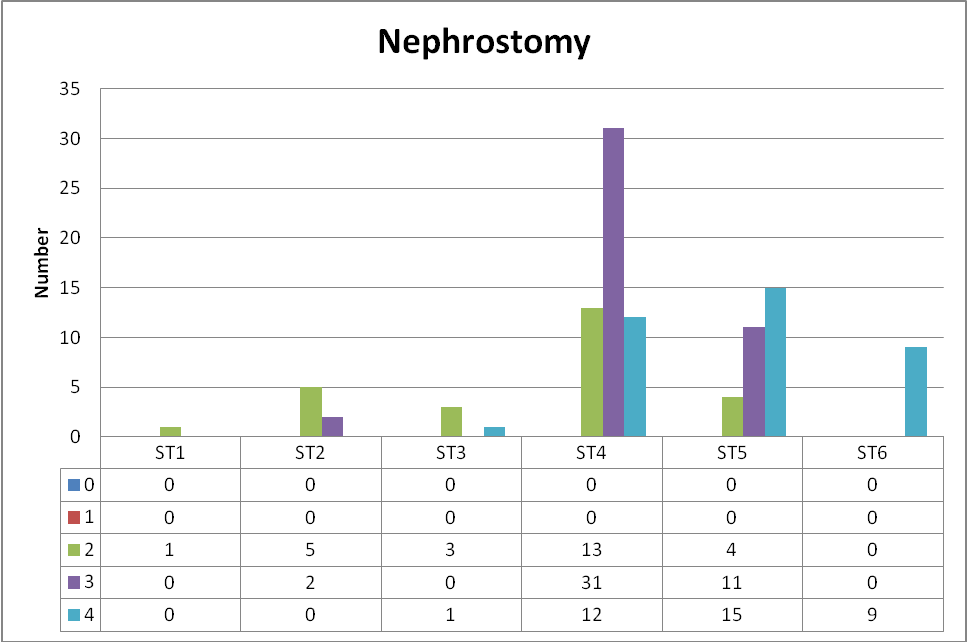 Nephrostomy
35
30
25
20
15
10
5
0
Number
ST1 ST2 ST3 ST4 ST5 ST6
0 0 0 0 0 0 0
1 0 0 0 0 0 0
2 1 5 3 13 4 0
3 0 2 0 31 11 0
4 0 0 1 12 15 9